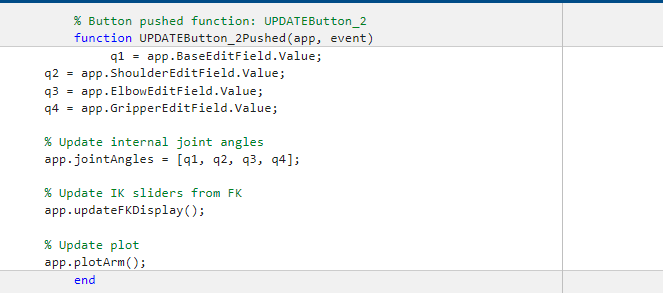 % Button pushed function: UPDATEButton_2
function UPDATEButton_2Pushed(app, event)
q1 = app.BaseEditField.Value;
q2 = app.ShoulderEditField.Value;
q3 = app.ElbowEditField.Value;
q4 = app.GripperEditField.Value;
% Update internal joint angles
app.jointAngles = [q1, q2, q3, q4];
% Update IK sliders from FK
app.updateFKDisplay();
% Update plot
app.plotArm();
end